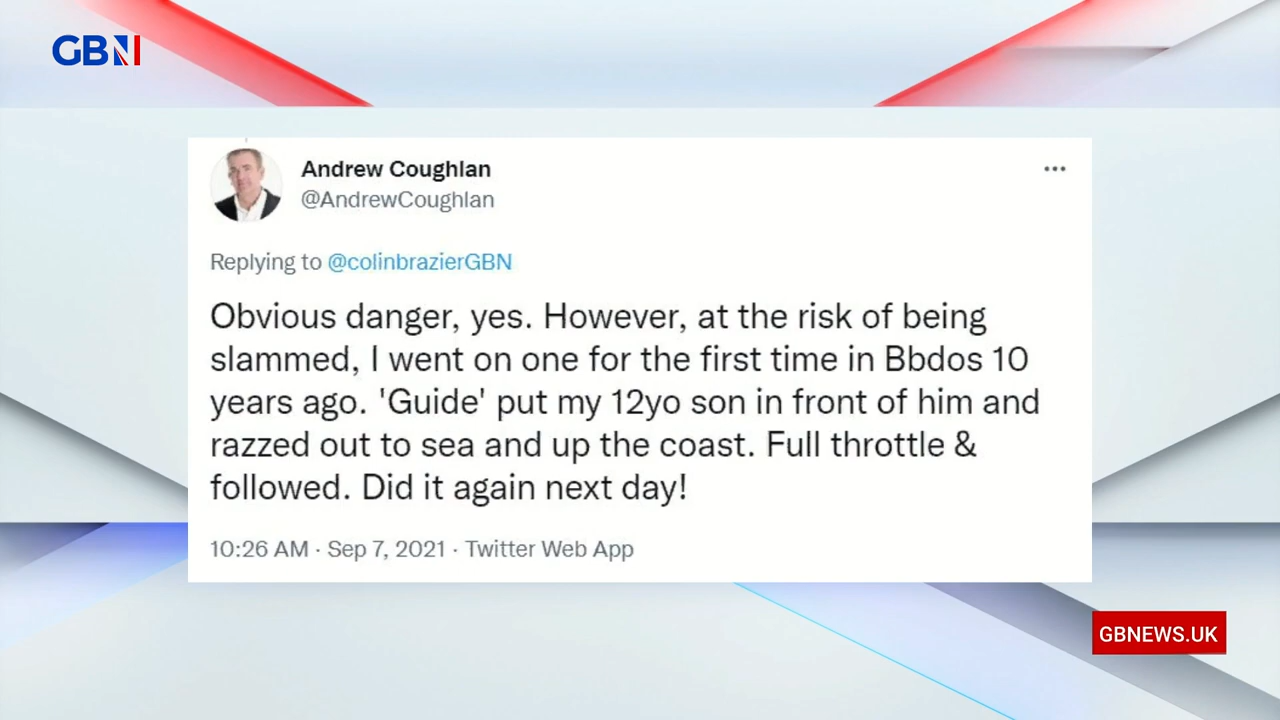 GBN
Andrew Coughlan
@AndrewCoughlan
Replying to @colinbrazierGBN
Obvious danger, yes. However, at the risk of being
slammed, I went on one for the first time in Bbdos 10
years ago. 'Guide' put my 12yo son in front of him and
razzed out to sea and up the coast. Full throttle &
followed. Did it again next day!
10:26 AM · Sep 7, 2021 · Twitter Web App
GBNEWS.UK